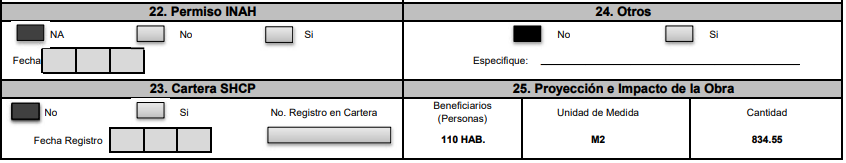 22. Permiso INAH
NA No Si
Fecha
23. Cartera SHCP
No Si No. Registro en Cartera
Fecha Registro
24. Otros
No Si
Especifique:
25. Proyección e Impacto de la Obra
Beneficiarios (Personas) Unidad de Medida Cantidad
110 HAB. M2 834.55